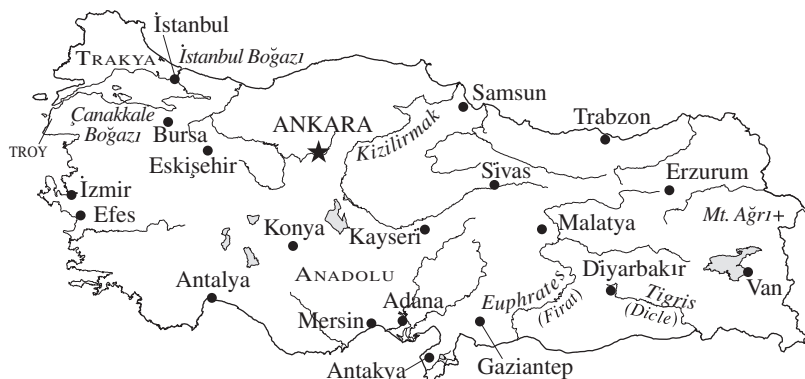 İstanbul
TRAKYA
İstanbul Boğazı
Samsun
Çanakkale
Boğazı
Bursa
ANKARA
Kizilirmak
Trabzon
TROY
Eskişehir
Sivas
Erzurum
İzmir
Efes
Konya
Kayseri
Malatya
Mt. Ağrı+
ANADOLU
Diyarbakır
Van
Antalya
Mersin
Adana
Euphrates
(Firat)
Tigris
(Dicle)
Antakya
Gaziantep